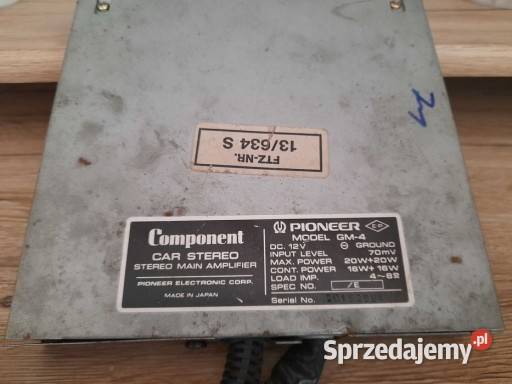 FTZ-NR.
13/634 S
Component
CAR STEREO
STEREO MAIN AMPLIFIER
PIONEER ELECTRONIC CORP.
MADE IN JAPAN
PIONEER
MODEL GM-4
DC. 12V ⊖ GROUND
INPUT LEVEL 70mV
MAX. POWER 20W+20W
CONT. POWER 16W+16W
LOAD IMP. 4~8Ω
SPEC NO. /E
Serial No.
Sprzedajemy.pl